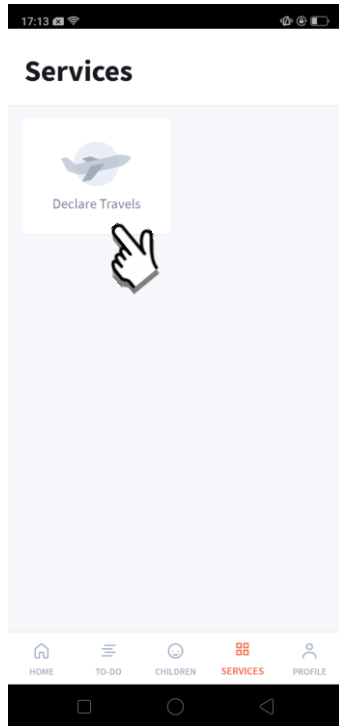 17:13
Services
Declare Travels
HOME TO-DO CHILDREN SERVICES PROFILE